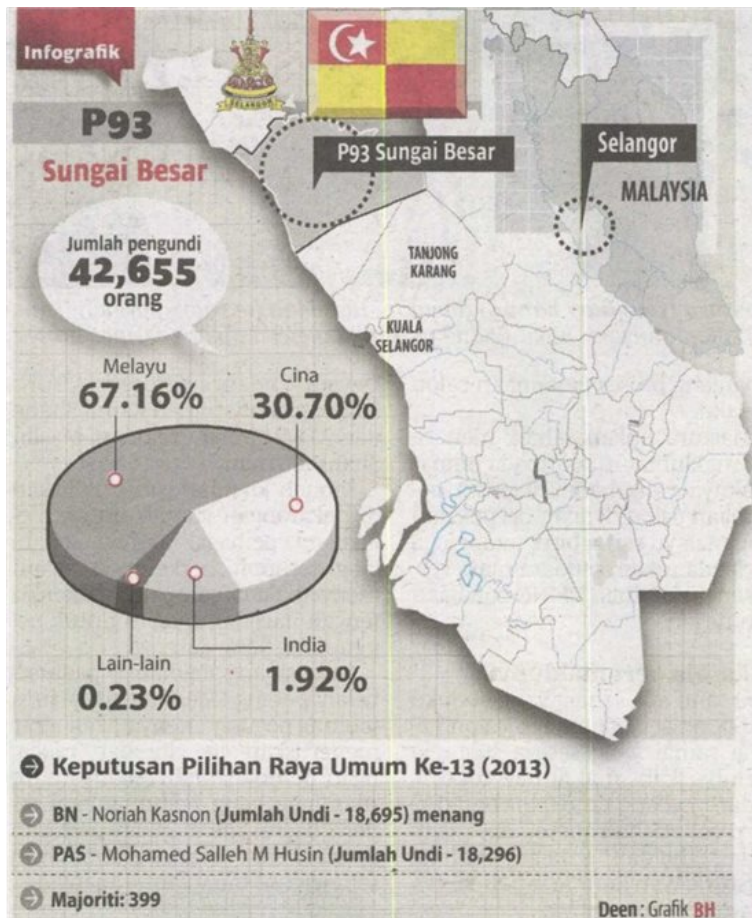 Infografik
SELANGOR
P93
Sungai Besar
P93 Sungai Besar
Selangor
MALAYSIA
Jumlah pengundi
42,655
orang
TANJONG
KARANG
KUALA
SELANGOR
Melayu
67.16%
Cina
30.70%
Lain-lain
0.23%
India
1.92%
Keputusan Pilihan Raya Umum Ke-13 (2013)
BN - Noriah Kasnon (Jumlah Undi - 18,695) menang
PAS - Mohamed Salleh M Husin (Jumlah Undi - 18,296)
Majoriti: 399
Deen : Grafik BH